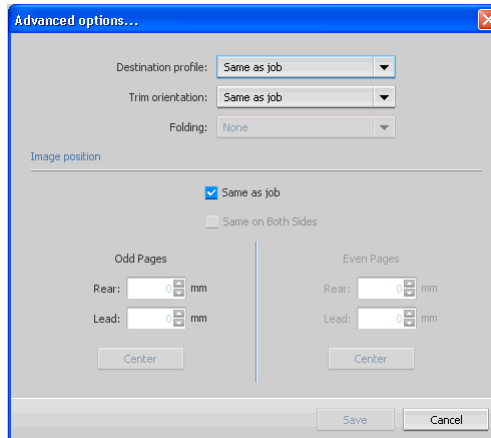 Advanced options...
Destination profile: Same as job
Trim orientation: Same as job
Folding: None
Image position
Same as job
Same on Both Sides
Odd Pages Even Pages
Rear: 0 mm Rear: 0 mm
Lead: 0 mm Lead: 0 mm
Center Center
Save Cancel